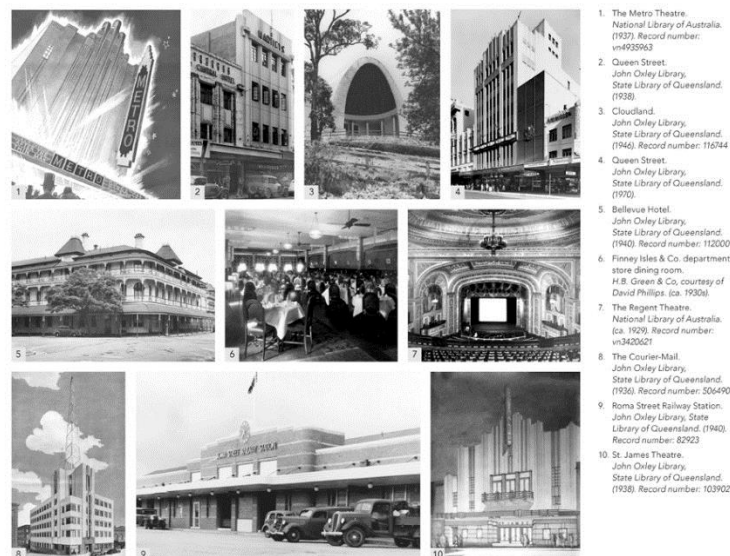 METRO
METRO
ROMA STREET RAILWAY STATION
1
2
3
4
5
6
7
8
9
10
1. The Metro Theatre.
National Library of Australia.
(1937). Record number:
vn4935963
2. Queen Street.
John Oxley Library,
State Library of Queensland.
(1938).
3. Cloudland.
John Oxley Library,
State Library of Queensland.
(1946). Record number: 116744
4. Queen Street.
John Oxley Library,
State Library of Queensland.
(1970).
5. Bellevue Hotel.
John Oxley Library,
State Library of Queensland.
(1940). Record number: 112000
6. Finney Isles & Co. department
store dining room.
H.B. Green & Co, courtesy of
David Phillips. (ca. 1930s).
7. The Regent Theatre.
National Library of Australia.
(ca. 1929). Record number:
vn3420621
8. The Courier-Mail.
John Oxley Library,
State Library of Queensland.
(1936). Record number: 506490
9. Roma Street Railway Station.
John Oxley Library, State
Library of Queensland. (1940).
Record number: 82923
10. St. James Theatre.
John Oxley Library,
State Library of Queensland.
(1938). Record number: 103902